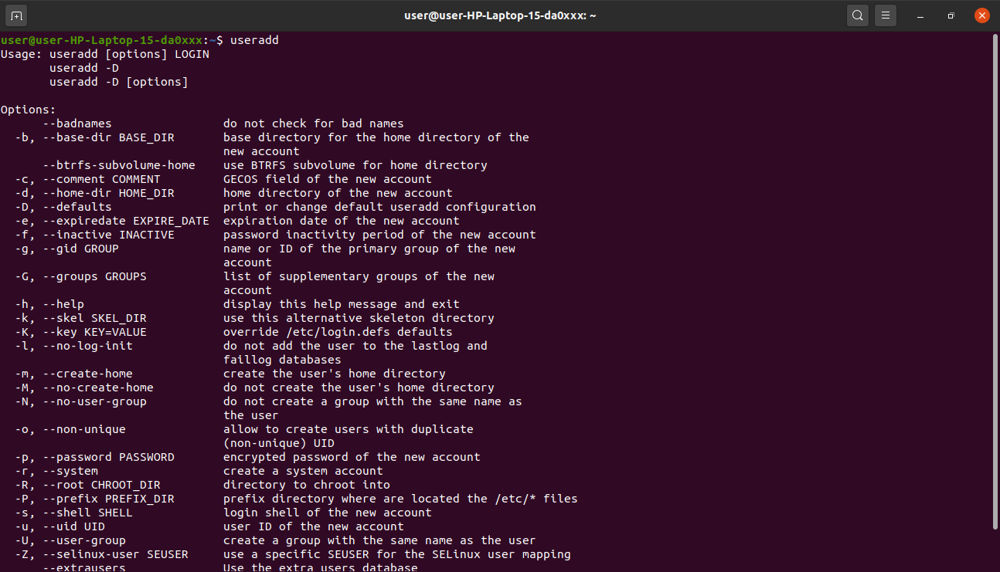 user@user-HP-Laptop-15-da0xxx: ~
user@user-HP-Laptop-15-da0xxx:~$ useradd
Usage: useradd [options] LOGIN
       useradd -D
       useradd -D [options]

Options:
      --badnames                do not check for bad names
  -b, --base-dir BASE_DIR       base directory for the home directory of the
                                new account
      --btrfs-subvolume-home    use BTRFS subvolume for home directory
  -c, --comment COMMENT         GECOS field of the new account
  -d, --home-dir HOME_DIR       home directory of the new account
  -D, --defaults                print or change default useradd configuration
  -e, --expiredate EXPIRE_DATE  expiration date of the new account
  -f, --inactive INACTIVE       password inactivity period of the new account
  -g, --gid GROUP               name or ID of the primary group of the new
                                account
  -G, --groups GROUPS           list of supplementary groups of the new
                                account
  -h, --help                    display this help message and exit
  -k, --skel SKEL_DIR           use this alternative skeleton directory
  -K, --key KEY=VALUE           override /etc/login.defs defaults
  -l, --no-log-init             do not add the user to the lastlog and
                                faillog databases
  -m, --create-home             create the user's home directory
  -M, --no-create-home          do not create the user's home directory
  -N, --no-user-group           do not create a group with the same name as
                                the user
  -o, --non-unique              allow to create users with duplicate
                                (non-unique) UID
  -p, --password PASSWORD       encrypted password of the new account
  -r, --system                  create a system account
  -R, --root CHROOT_DIR         directory to chroot into
  -P, --prefix PREFIX_DIR       prefix directory where are located the /etc/* files
  -s, --shell SHELL             login shell of the new account
  -u, --uid UID                 user ID of the new account
  -U, --user-group              create a group with the same name as the user
  -Z, --selinux-user SEUSER     use a specific SEUSER for the SELinux user mapping
      --extrausers              Use the extra users database